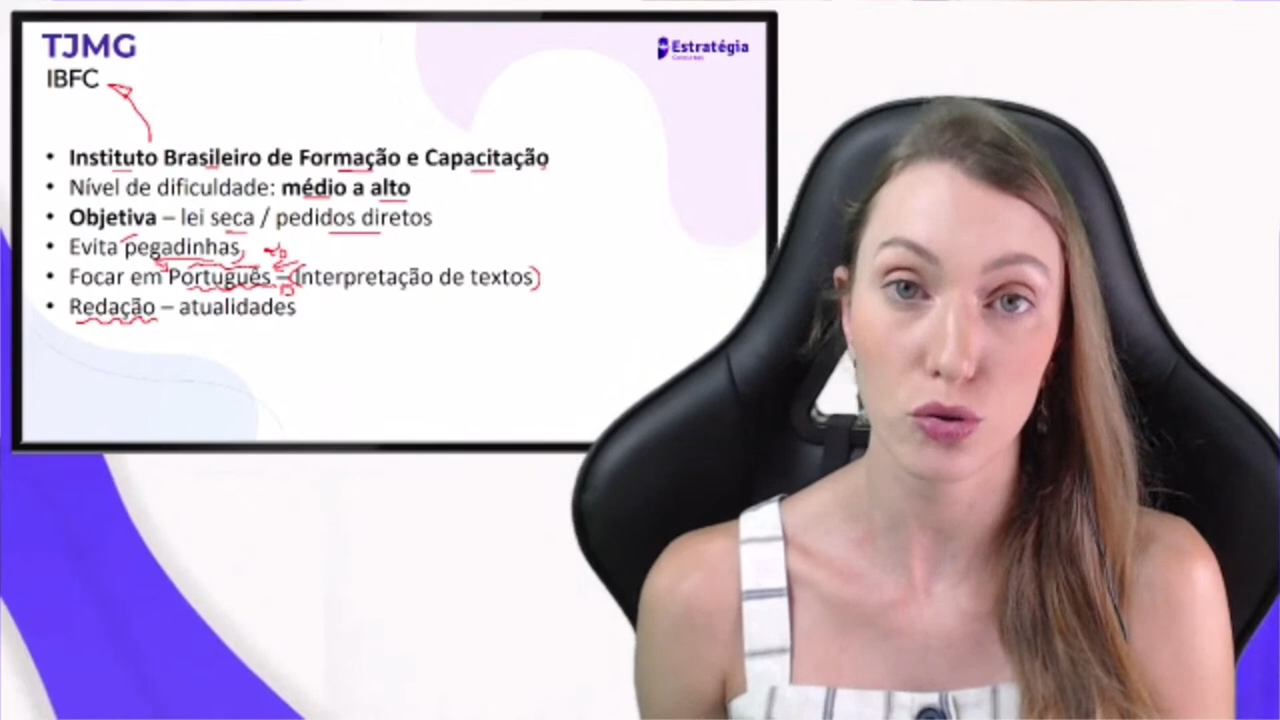 TJMG
Estratégia
IBFC
• Instituto Brasileiro de Formação e Capacitação
• Nível de dificuldade: médio a alto
• Objetiva – lei seca / pedidos diretos
• Evita pegadinhas
• Focar em Português – (interpretação de textos)
• Redação – atualidades